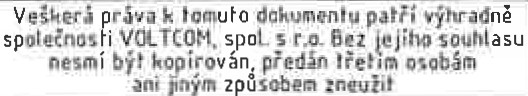 Veškerá práva k tomuto dokumentu patří výhradně
společnosti VOLTCOM, spol. s r.o. Bez jejího souhlasu
nesmí být kopírován, předán třetím osobám
ani jiným způsobem zneužit